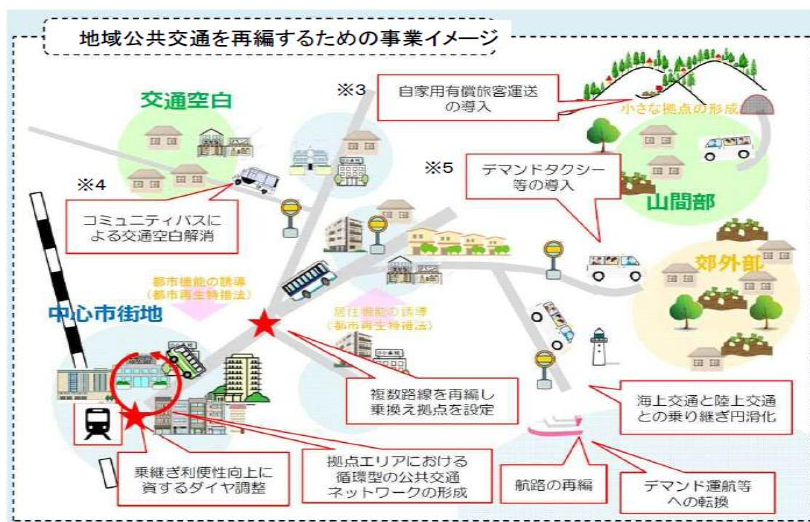 地域公共交通を再編するための事業イメージ
※3
自家用有償旅客運送
の導入
交通空白
小さな拠点の形成
※4
※5
デマンドタクシー
等の導入
コミュニティバスに
よる交通空白解消
山間部
郊外部
都市機能の誘導
(都市再生特措法)
居住機能の誘導
(都市再生特措法)
中心市街地
複数路線を再編し
乗換え拠点を設定
海上交通と陸上交通
との乗り継ぎ円滑化
乗継ぎ利便性向上に
資するダイヤ調整
拠点エリアにおける
循環型の公共交通
ネットワークの形成
航路の再編
デマンド運航等
への転換